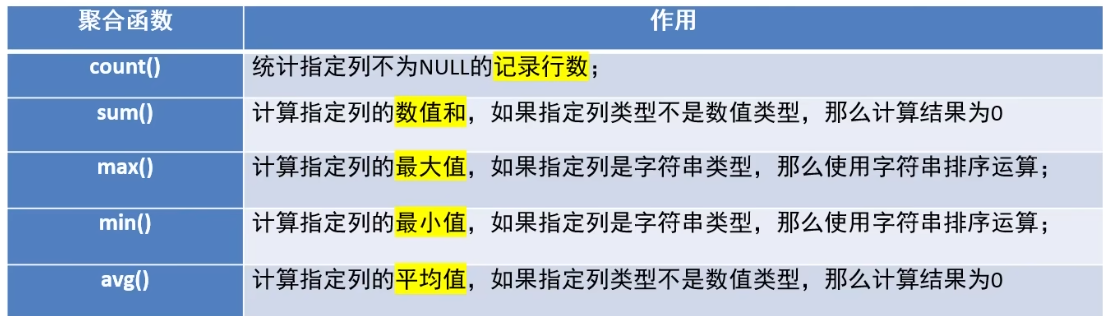 聚合函数 作用
count() 统计指定列不为NULL的记录行数；
sum() 计算指定列的数值和，如果指定列类型不是数值类型，那么计算结果为0
max() 计算指定列的最大值，如果指定列是字符串类型，那么使用字符串排序运算；
min() 计算指定列的最小值，如果指定列是字符串类型，那么使用字符串排序运算；
avg() 计算指定列的平均值，如果指定列类型不是数值类型，那么计算结果为0